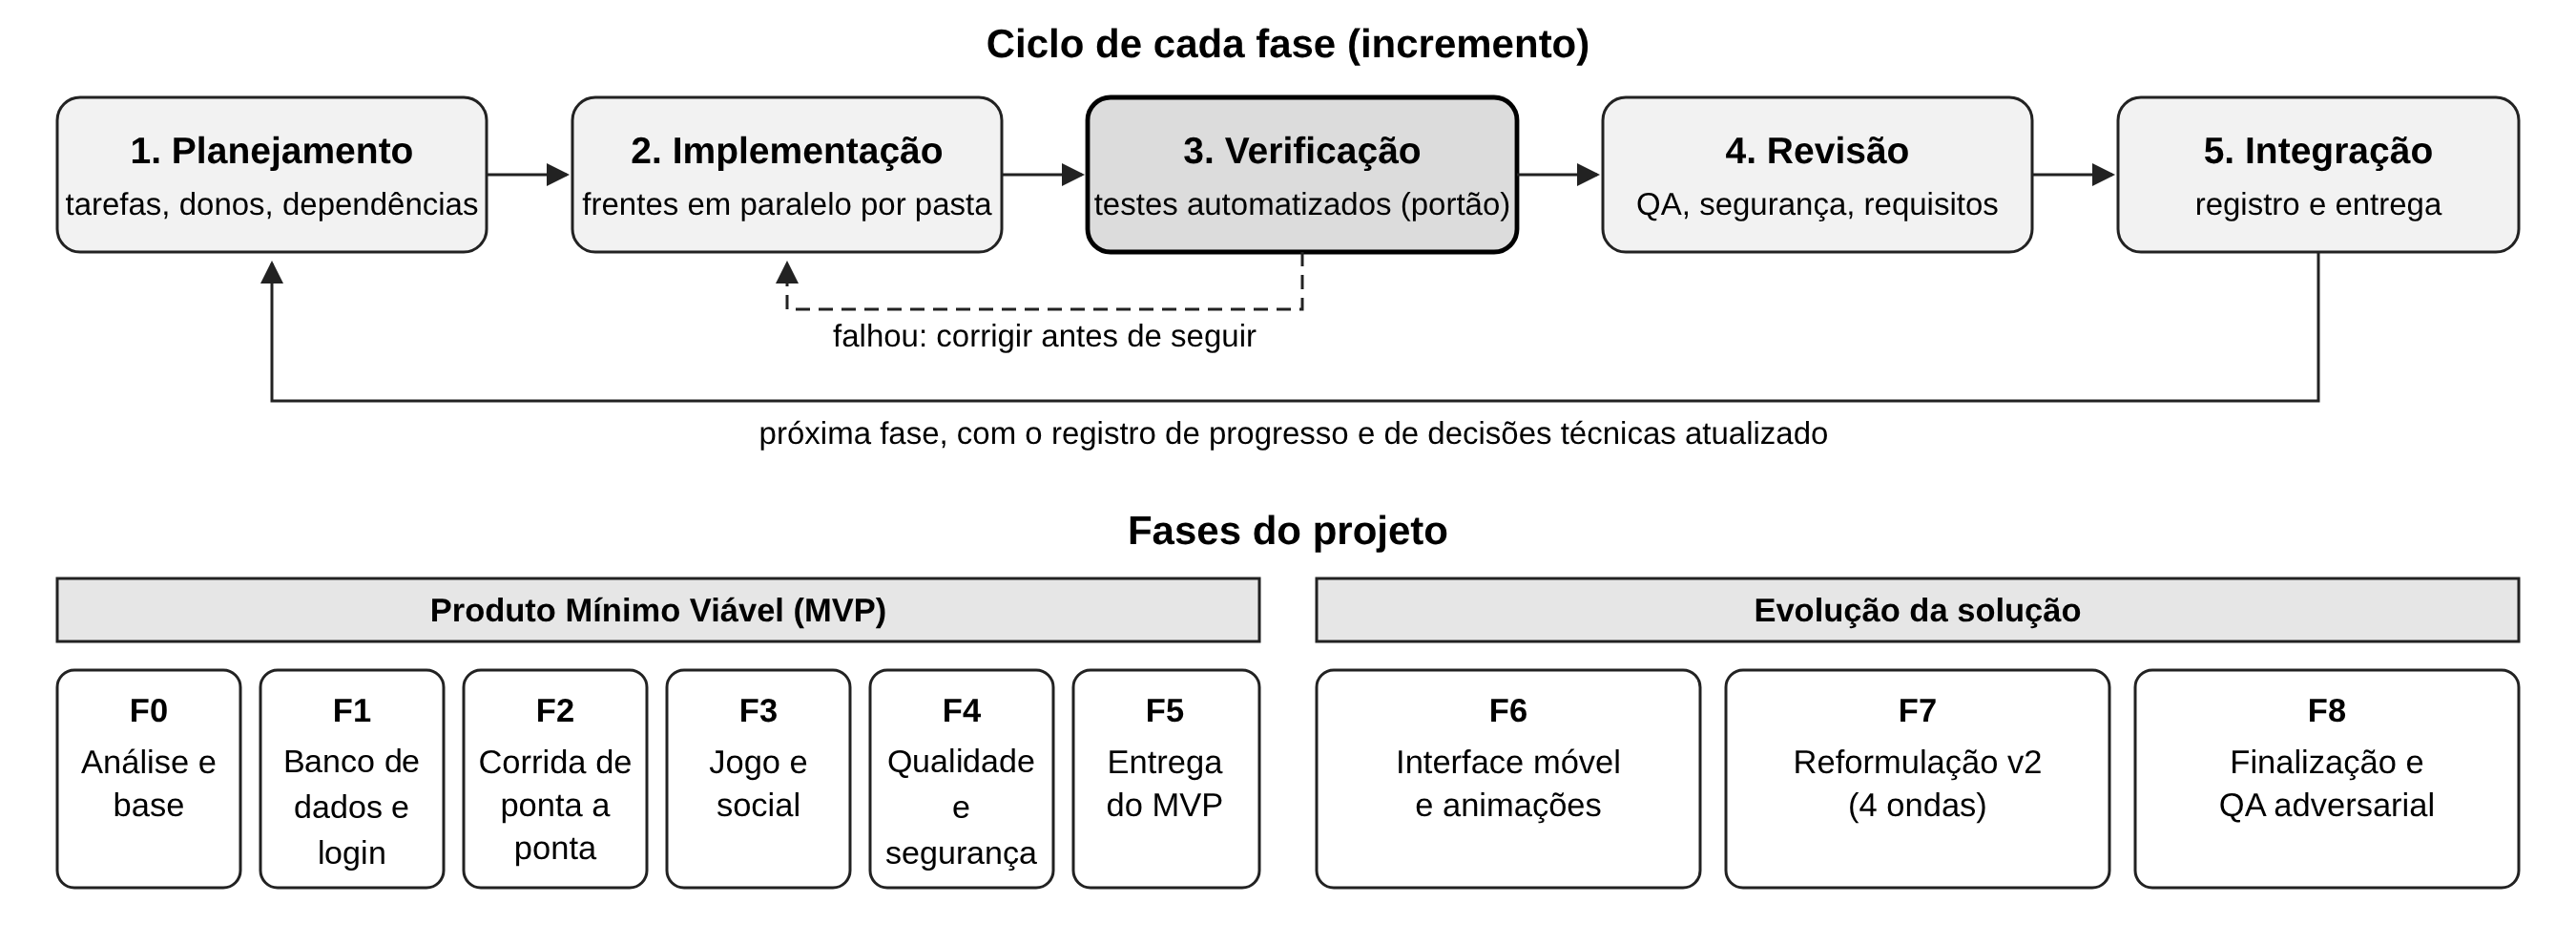 Ciclo de cada fase (incremento)
1. Planejamento
tarefas, donos, dependências
2. Implementação
frentes em paralelo por pasta
3. Verificação
testes automatizados (portão)
4. Revisão
QA, segurança, requisitos
5. Integração
registro e entrega
falhou: corrigir antes de seguir
próxima fase, com o registro de progresso e de decisões técnicas atualizado
Fases do projeto
Produto Mínimo Viável (MVP)
Evolução da solução
F0
Análise e
base
F1
Banco de
dados e
login
F2
Corrida de
ponta a
ponta
F3
Jogo e
social
F4
Qualidade
e
segurança
F5
Entrega
do MVP
F6
Interface móvel
e animações
F7
Reformulação v2
(4 ondas)
F8
Finalização e
QA adversarial